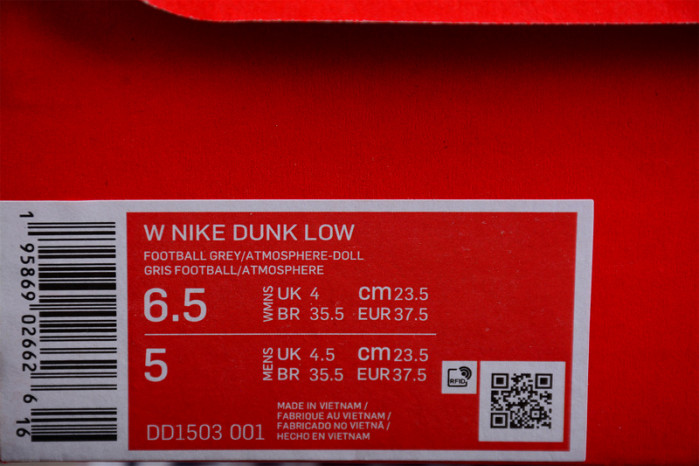 W NIKE DUNK LOW
FOOTBALL GREY/ATMOSPHERE-DOLL
GRIS FOOTBALL/ATMOSPHERE
6.5 WMNS UK 4 cm 23.5
BR 35.5 EUR 37.5
5 MENS UK 4.5 cm 23.5
BR 35.5 EUR 37.5
RFID
MADE IN VIETNAM /
FABRIQUE AU VIETNAM /
FABRICADO NO VIETNÃ /
HECHO EN VIETNAM
DD1503 001
1 95869 02662 6 16